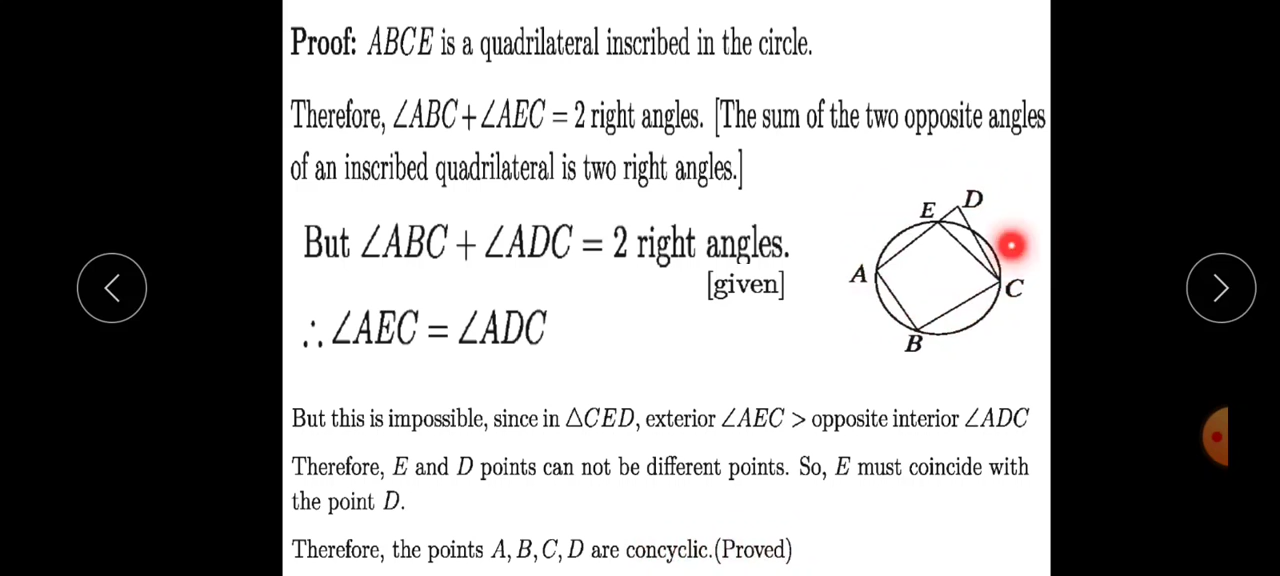 Proof: ABCE is a quadrilateral inscribed in the circle.
Therefore, ∠ABC+∠AEC = 2 right angles. [The sum of the two opposite angles
of an inscribed quadrilateral is two right angles.]
But ∠ABC + ∠ADC = 2 right angles.
[given]
∴ ∠AEC = ∠ADC
E
D
A
C
B
But this is impossible, since in △CED, exterior ∠AEC > opposite interior ∠ADC
Therefore, E and D points can not be different points. So, E must coincide with
the point D.
Therefore, the points A, B, C, D are concyclic.(Proved)